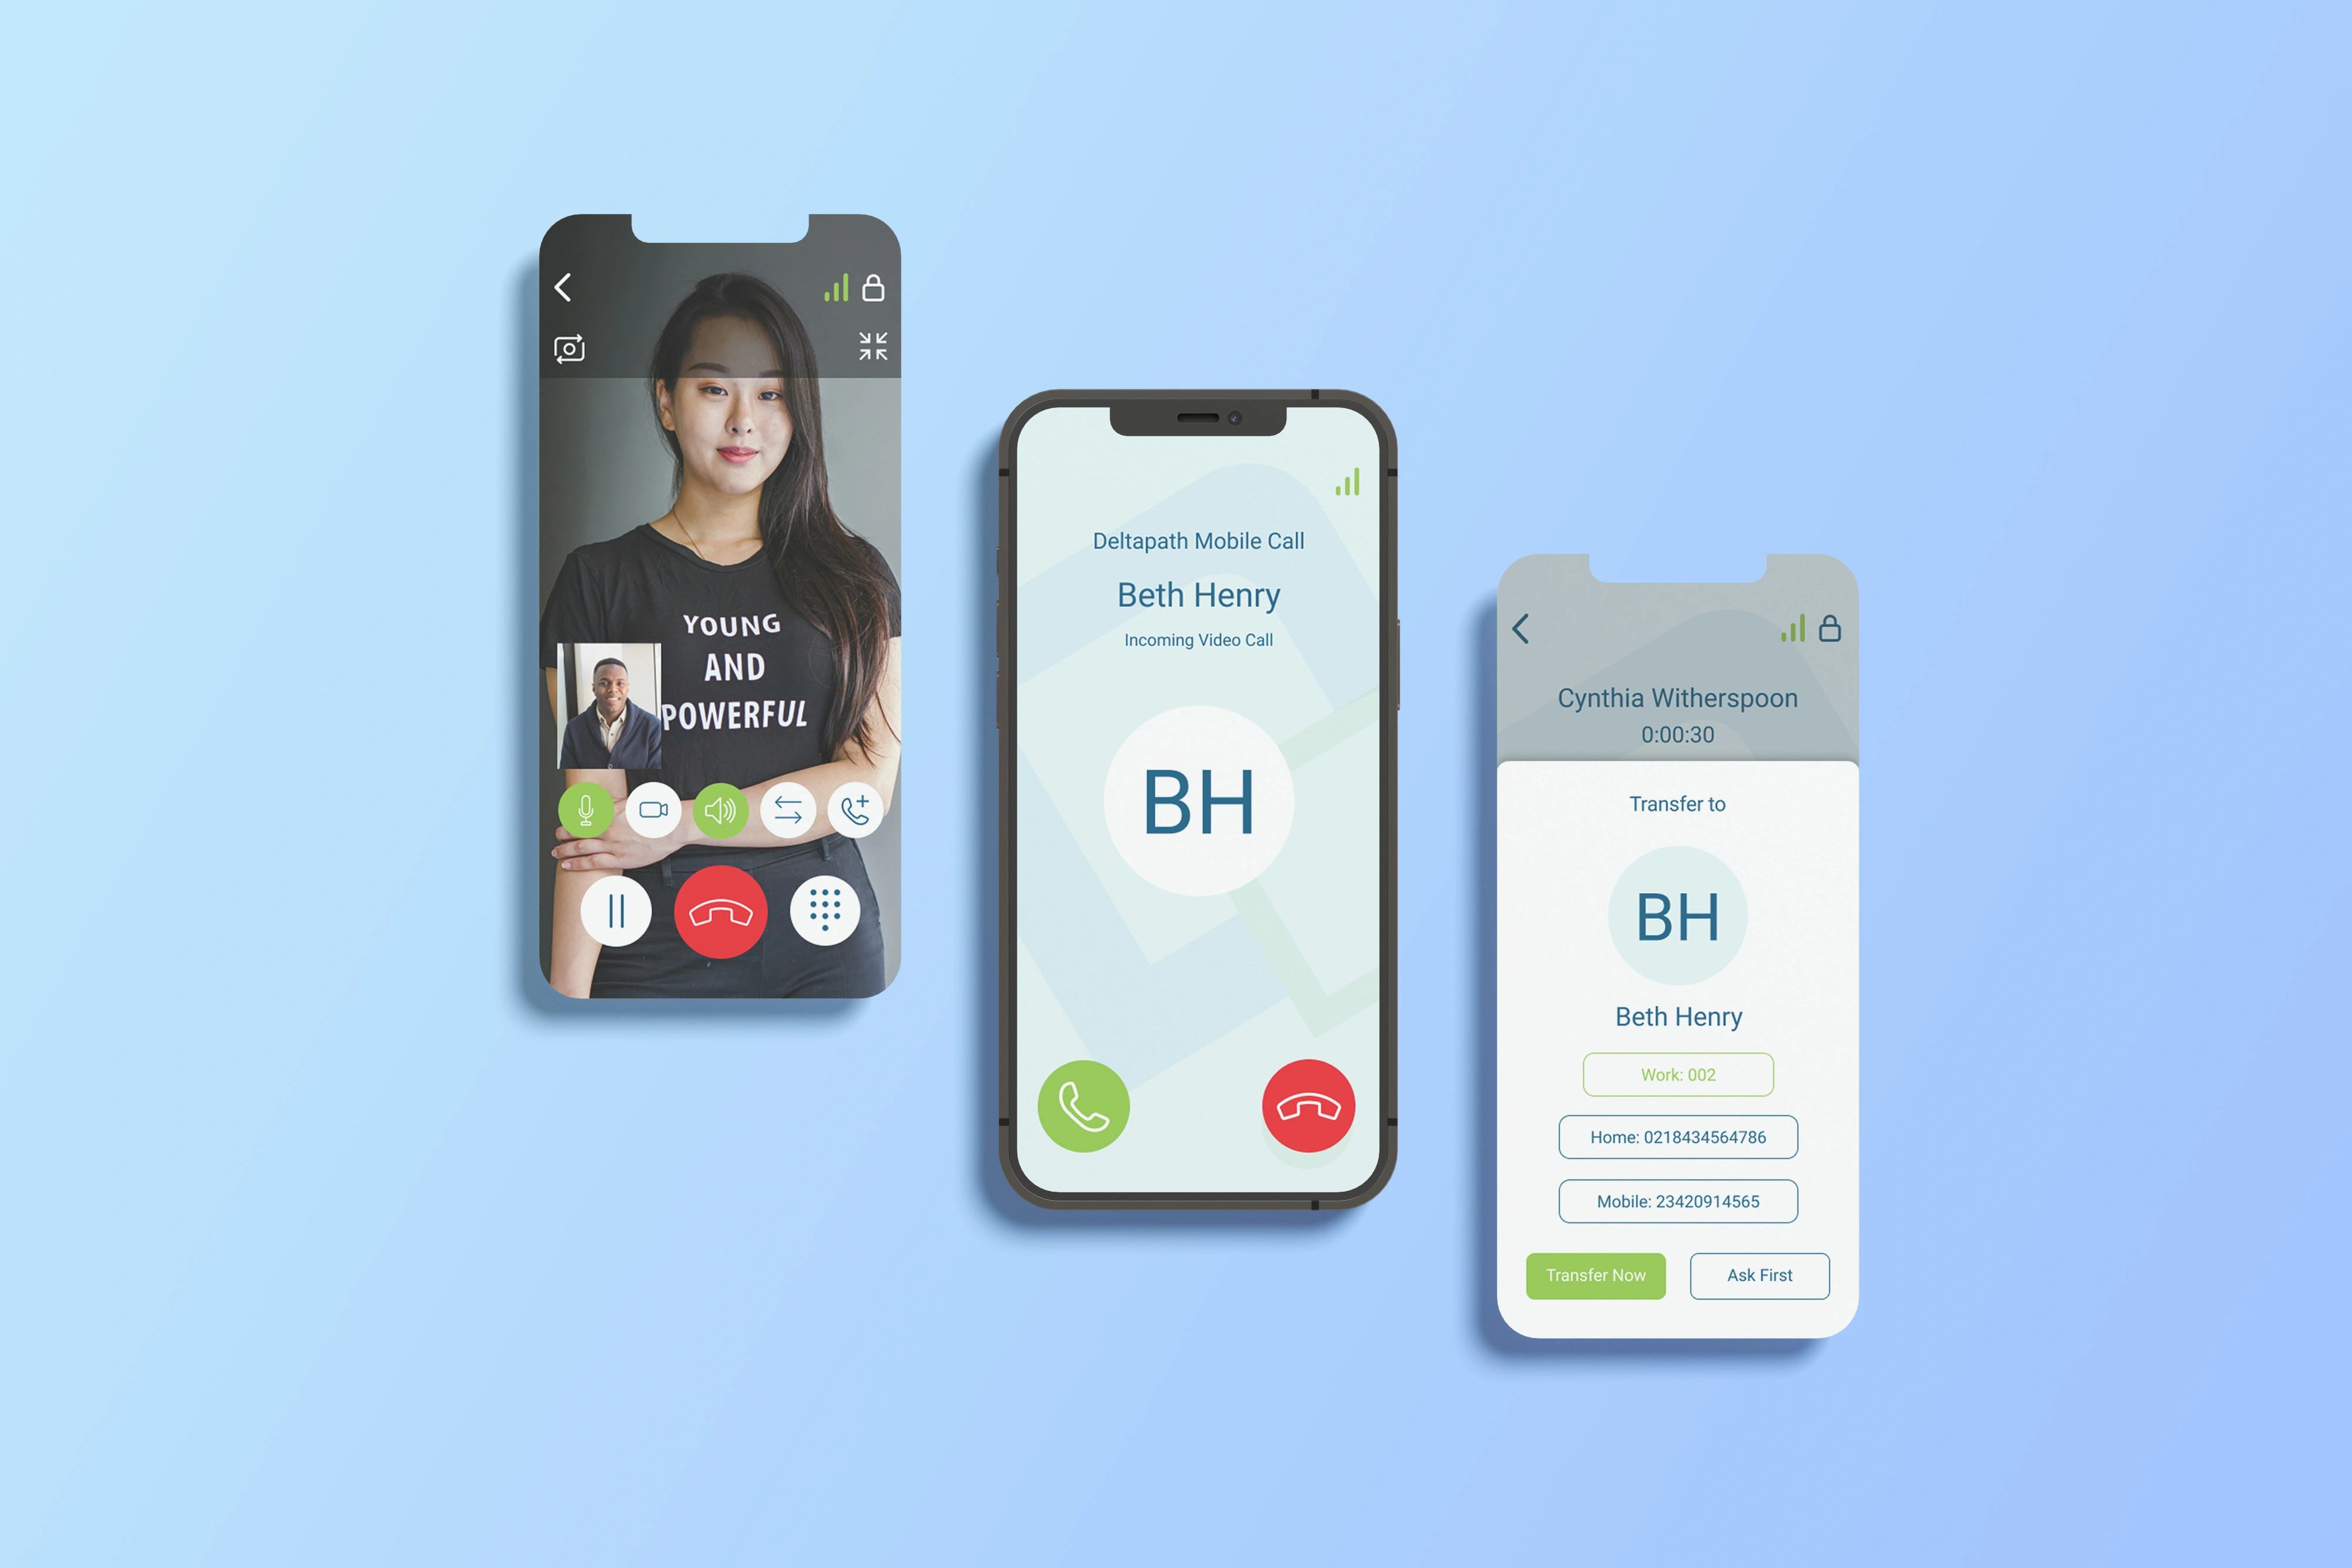 YOUNG
AND
POWERFUL
Deltapath Mobile Call
Beth Henry
Incoming Video Call
BH
Cynthia Witherspoon
0:00:30
Transfer to
BH
Beth Henry
Work: 002
Home: 0218434564786
Mobile: 23420914565
Transfer Now
Ask First